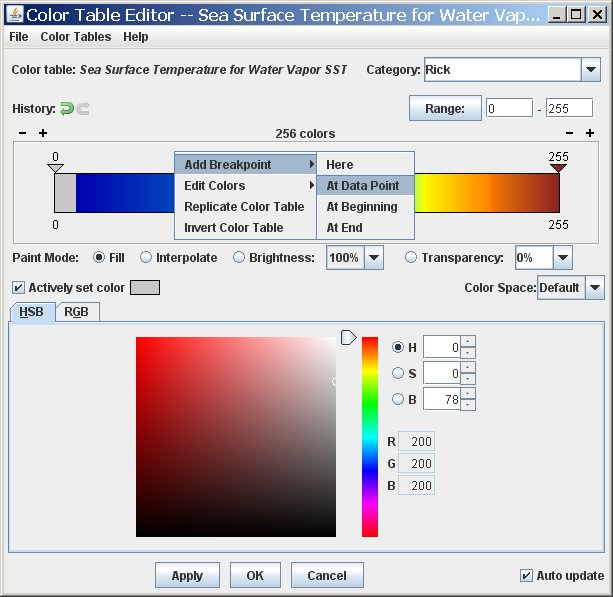 Color Table Editor -- Sea Surface Temperature for Water Vap...
File Color Tables Help
Color table: Sea Surface Temperature for Water Vapor SST Category: Rick
History: Range: 0 - 255
- + 256 colors - +
0 255
Add Breakpoint Here
Edit Colors At Data Point
Replicate Color Table At Beginning
Invert Color Table At End
0 255
Paint Mode: Fill Interpolate Brightness: 100% Transparency: 0%
Actively set color Color Space: Default
HSB RGB
H 0
S 0
B 78
R 200
G 200
B 200
Apply OK Cancel Auto update